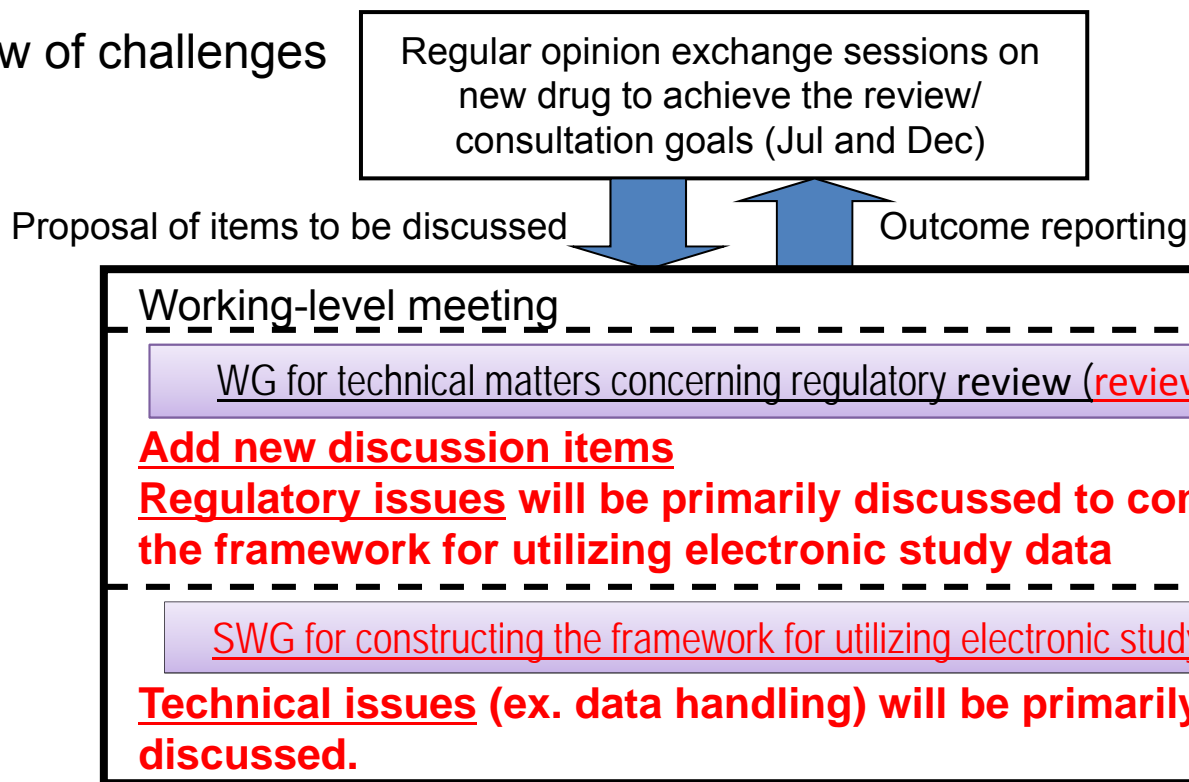 of challenges
Regular opinion exchange sessions on
new drug to achieve the review/
consultation goals (Jul and Dec)
Proposal of items to be discussed
Outcome reporting
Working-level meeting
WG for technical matters concerning regulatory review (review
Add new discussion items
Regulatory issues will be primarily discussed to
the framework for utilizing electronic study data
SWG for constructing the framework for utilizing electronic study
Technical issues (ex. data handling) will be primarily
discussed.